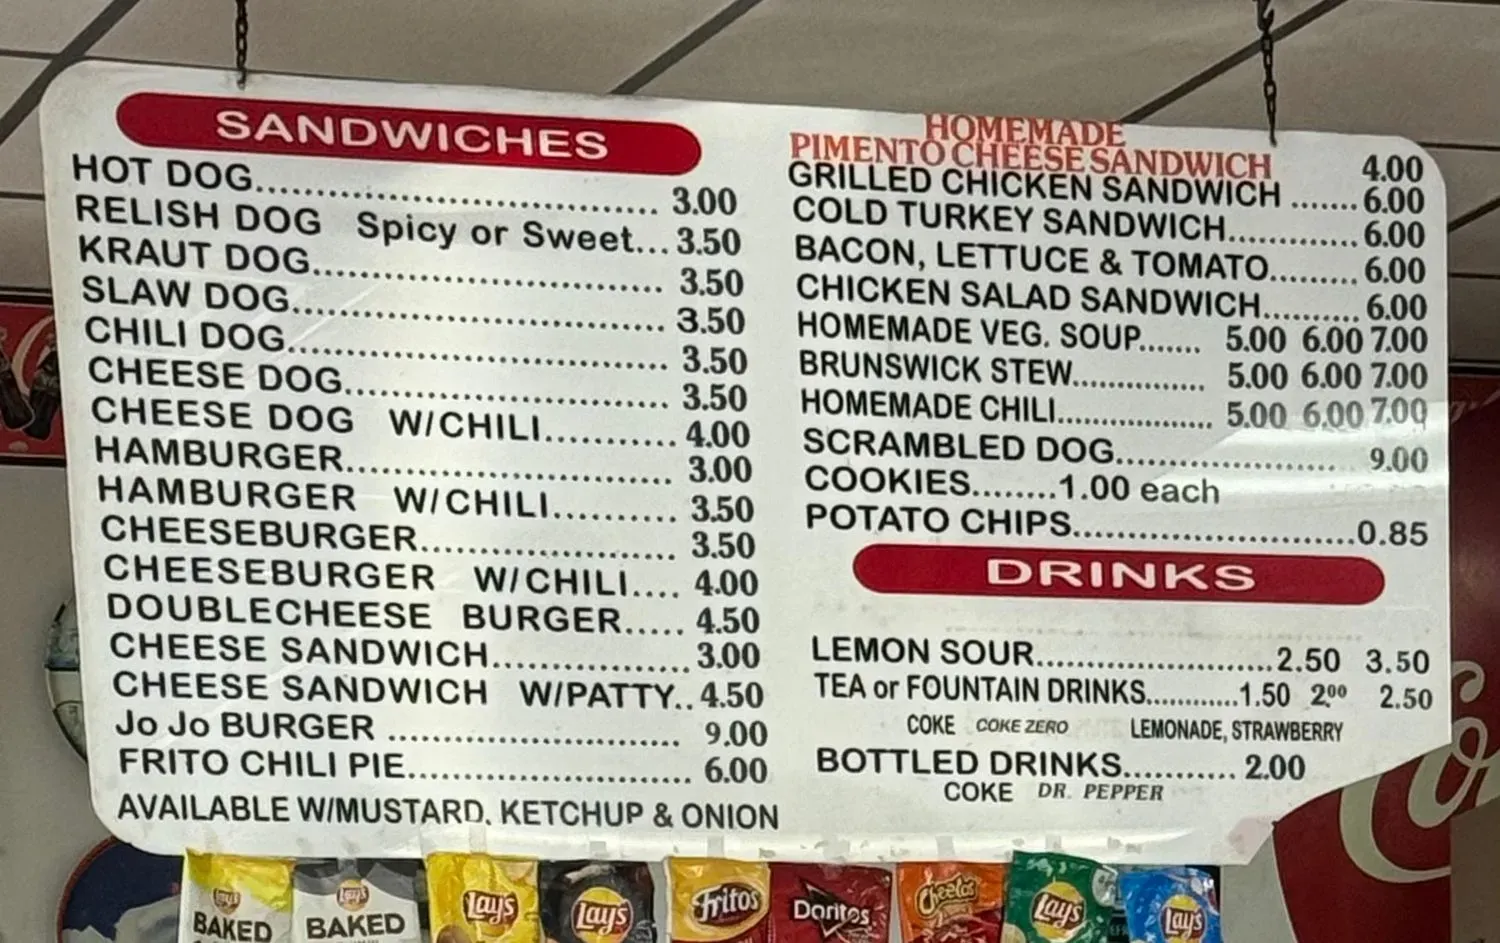 SANDWICHES
HOT DOG.......................................... 3.00
RELISH DOG Spicy or Sweet... 3.50
KRAUT DOG.................................... 3.50
SLAW DOG...................................... 3.50
CHILI DOG....................................... 3.50
CHEESE DOG................................. 3.50
CHEESE DOG W/CHILI........... 4.00
HAMBURGER................................. 3.00
HAMBURGER W/CHILI.......... 3.50
CHEESEBURGER.......................... 3.50
CHEESEBURGER W/CHILI.... 4.00
DOUBLECHEESE BURGER..... 4.50
CHEESE SANDWICH.................... 3.00
CHEESE SANDWICH W/PATTY.. 4.50
Jo Jo BURGER .............................. 9.00
FRITO CHILI PIE............................. 6.00
AVAILABLE W/MUSTARD, KETCHUP & ONION
HOMEMADE
PIMENTO CHEESE SANDWICH 4.00
GRILLED CHICKEN SANDWICH ....... 6.00
COLD TURKEY SANDWICH............. 6.00
BACON, LETTUCE & TOMATO......... 6.00
CHICKEN SALAD SANDWICH.......... 6.00
HOMEMADE VEG. SOUP....... 5.00 6.00 7.00
BRUNSWICK STEW............... 5.00 6.00 7.00
HOMEMADE CHILI................. 5.00 6.00 7.00
SCRAMBLED DOG....................... 9.00
COOKIES........1.00 each
POTATO CHIPS.............................0.85
DRINKS
LEMON SOUR........................2.50 3.50
TEA or FOUNTAIN DRINKS............1.50 2.00 2.50
COKE COKE ZERO LEMONADE, STRAWBERRY
BOTTLED DRINKS........... 2.00
COKE DR. PEPPER
Lay's
BAKED
Lay's
BAKED
Lay's
Lay's
Fritos
Doritos
Cheetos
Lay's
Lay's